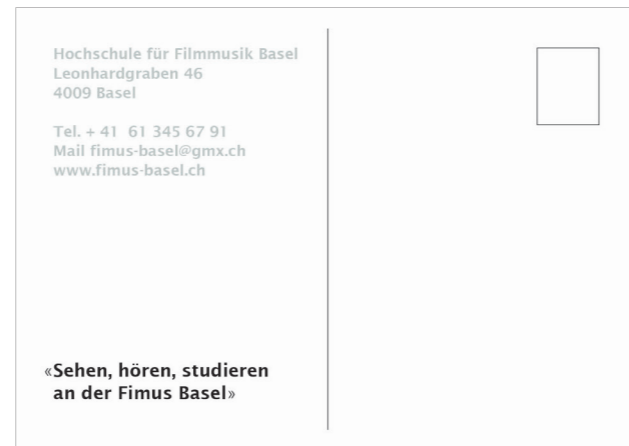 Hochschule für Filmmusik Basel
Leonhardgraben 46
4009 Basel
Tel. + 41  61 345 67 91
Mail fimus-basel@gmx.ch
www.fimus-basel.ch
«Sehen, hören, studieren
an der Fimus Basel»